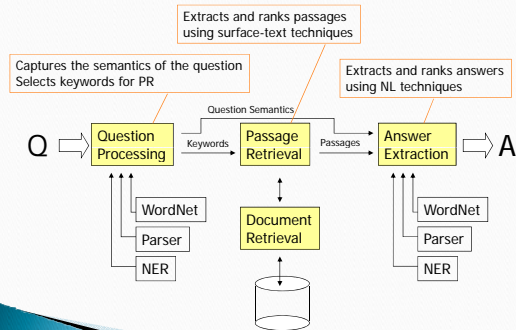 Extracts and ranks passages
using surface-text techniques
Captures the semantics of the question
Selects keywords for PR
Extracts and ranks answers
using NL techniques
Question Semantics
Q
Question
Processing
Keywords
Passage
Retrieval
Passages
Answer
Extraction
A
WordNet
Parser
NER
Document
Retrieval
WordNet
Parser
NER